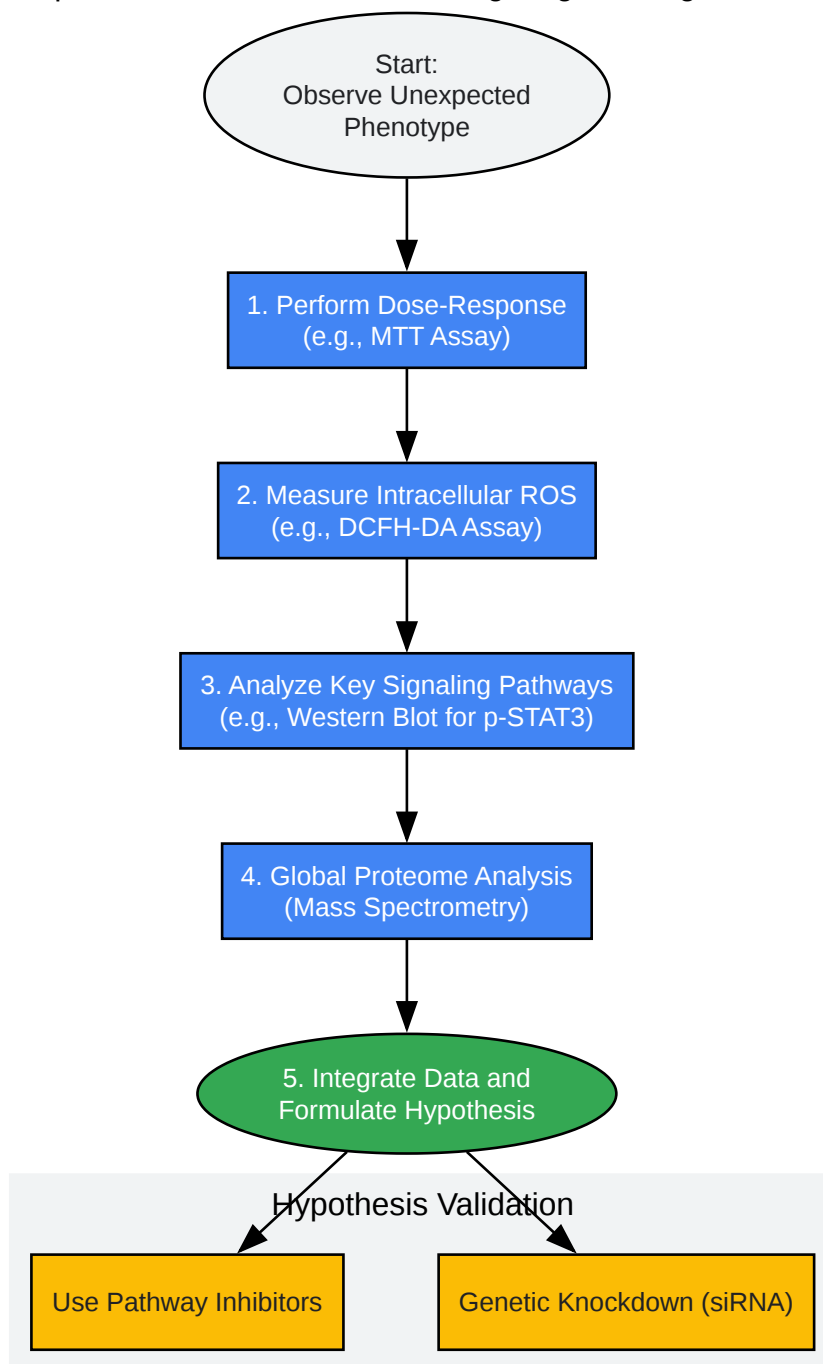 Start:
Observe Unexpected
Phenotype
1. Perform Dose-Response
(e.g., MTT Assay)
2. Measure Intracellular ROS
(e.g., DCFH-DA Assay)
3. Analyze Key Signaling Pathways
(e.g., Western Blot for p-STAT3)
4. Global Proteome Analysis
(Mass Spectrometry)
5. Integrate Data and
Formulate Hypothesis
Hypothesis Validation
Use Pathway Inhibitors
Genetic Knockdown (siRNA)